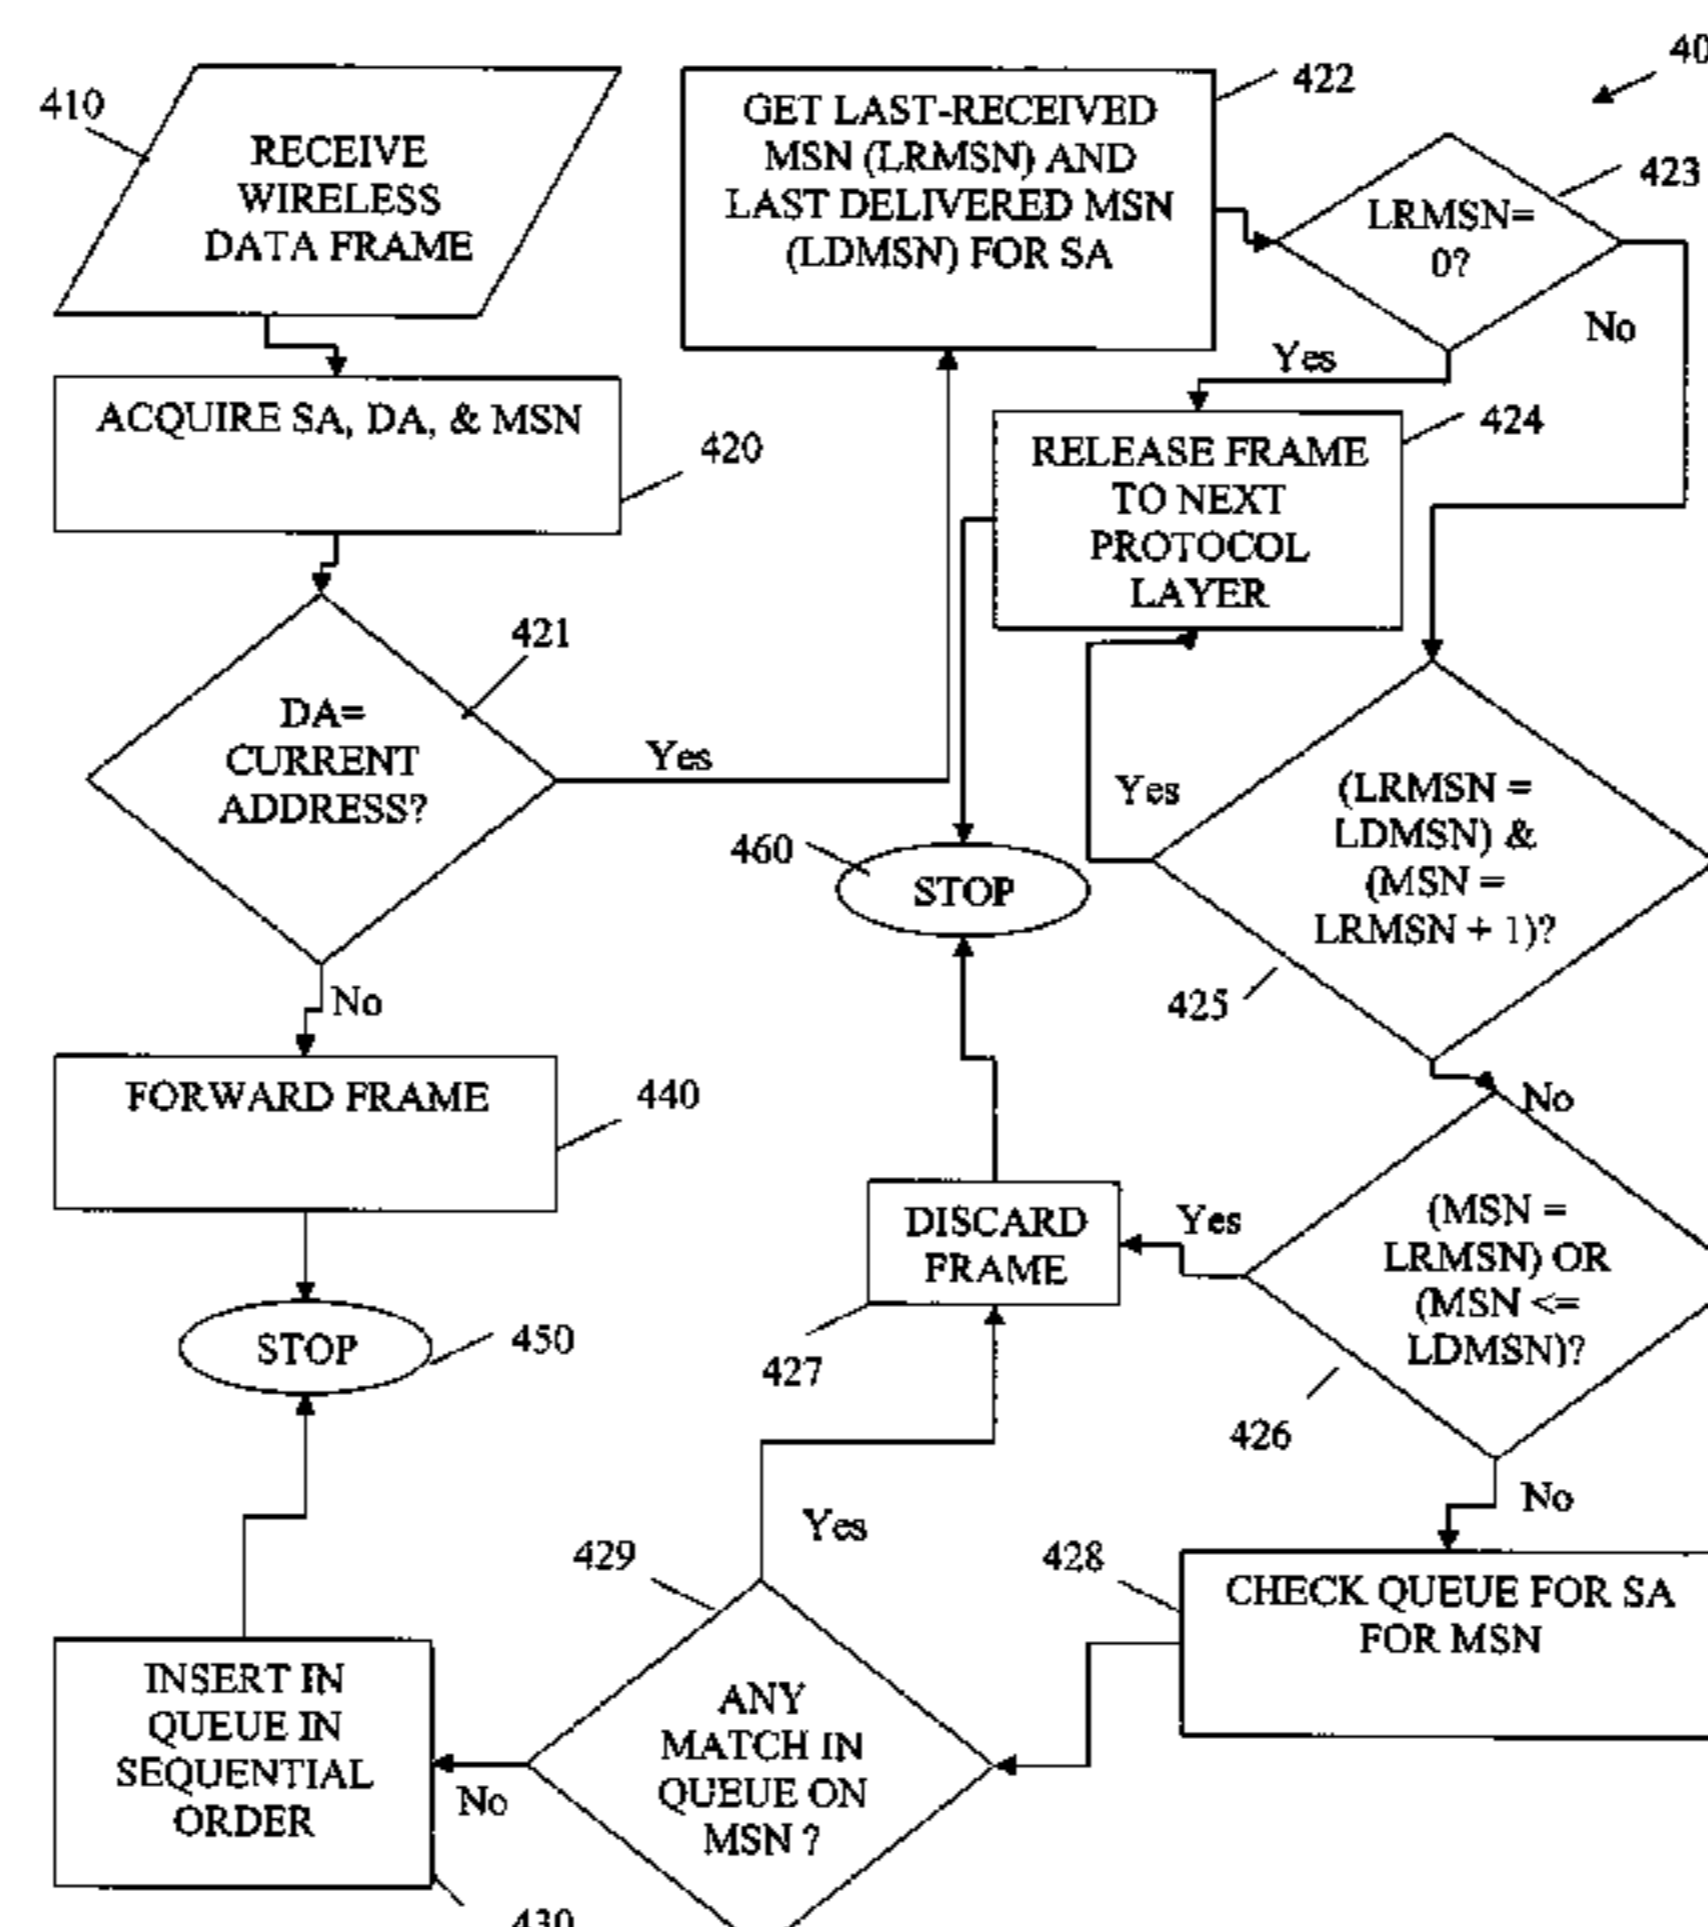 40
410
RECEIVE
WIRELESS
DATA FRAME
ACQUIRE SA, DA, & MSN
420
421
DA=
CURRENT
ADDRESS?
Yes
No
FORWARD FRAME
440
STOP
450
422
GET LAST-RECEIVED
MSN (LRMSN) AND
LAST DELIVERED MSN
(LDMSN) FOR SA
423
LRMSN=
0?
Yes
No
424
RELEASE FRAME
TO NEXT
PROTOCOL
LAYER
460
STOP
Yes
(LRMSN =
LDMSN) &
(MSN =
LRMSN + 1)?
425
No
(MSN =
LRMSN) OR
(MSN <=
LDMSN)?
426
Yes
DISCARD
FRAME
427
No
428
CHECK QUEUE FOR SA
FOR MSN
429
Yes
ANY
MATCH IN
QUEUE ON
MSN ?
No
INSERT IN
QUEUE IN
SEQUENTIAL
ORDER
430